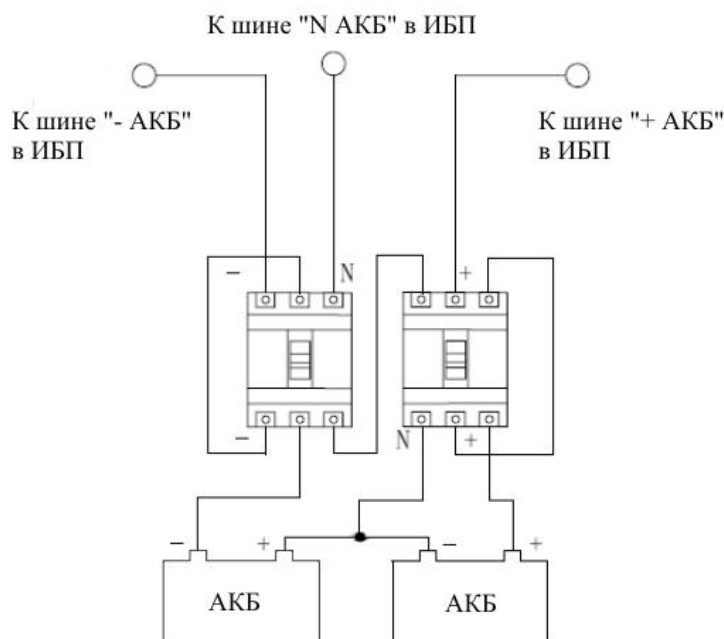 К шине "N АКБ" в ИБП
К шине "- АКБ"
в ИБП
К шине "+ АКБ"
в ИБП
− N + 
− N +
− + − +
АКБ АКБ